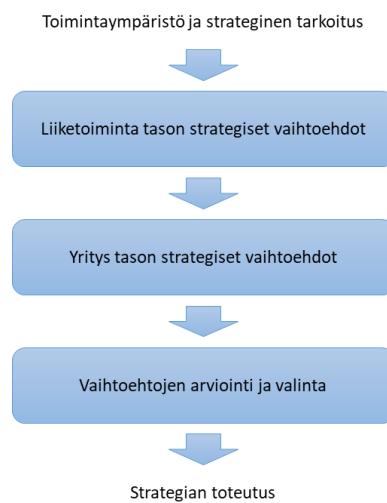 Toimintaympäristö ja strateginen tarkoitus
Liiketoiminta tason strategiset vaihtoehdot
Yritys tason strategiset vaihtoehdot
Vaihtoehtojen arviointi ja valinta
Strategian toteutus